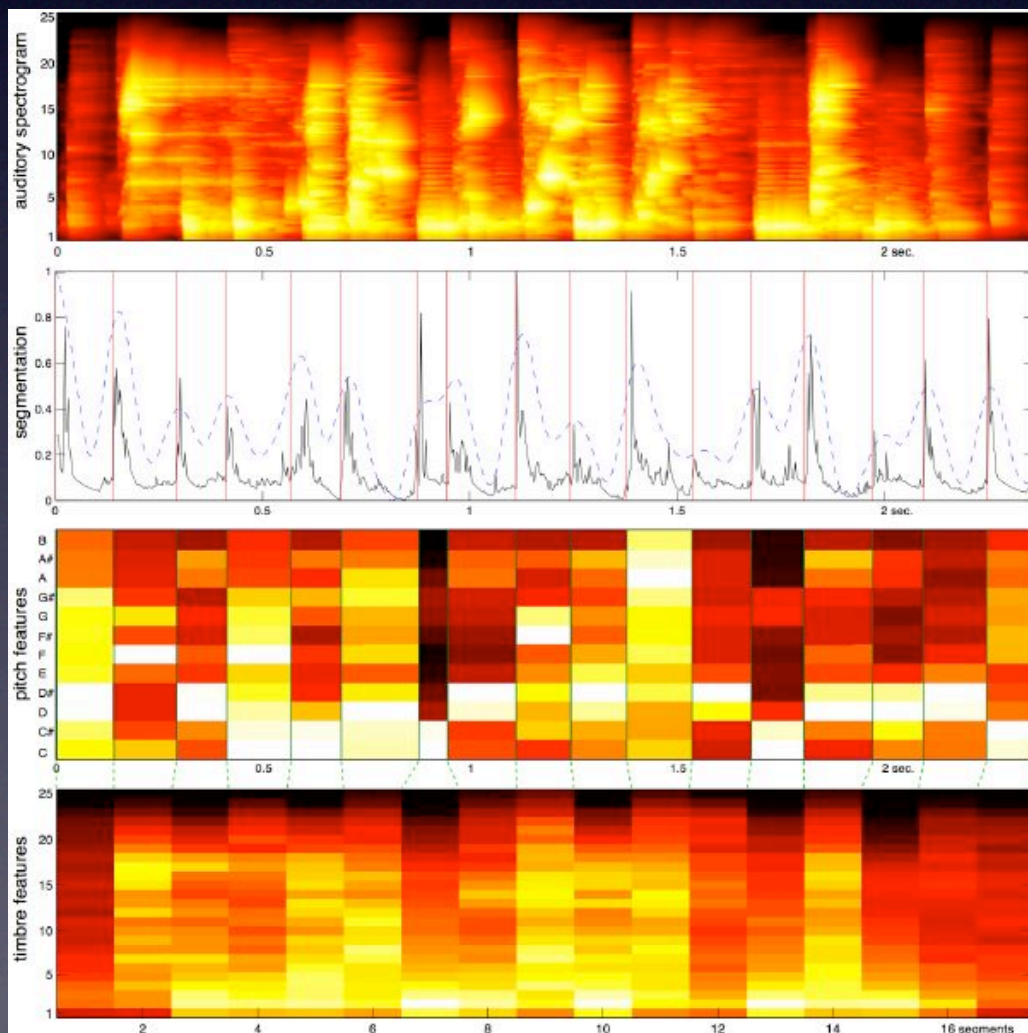 auditory spectrogram
25
20
15
10
5
1
0 0.5 1 1.5 2 sec.
segmentation
1
0.8
0.6
0.4
0.2
0
0 0.5 1 1.5 2 sec.
pitch features
B
A#
A
G#
G
F#
F
E
D#
D
C#
C
0 0.5 1 1.5 2 sec.
timbre features
25
20
15
10
5
1
2 4 6 8 10 12 14 16 segments